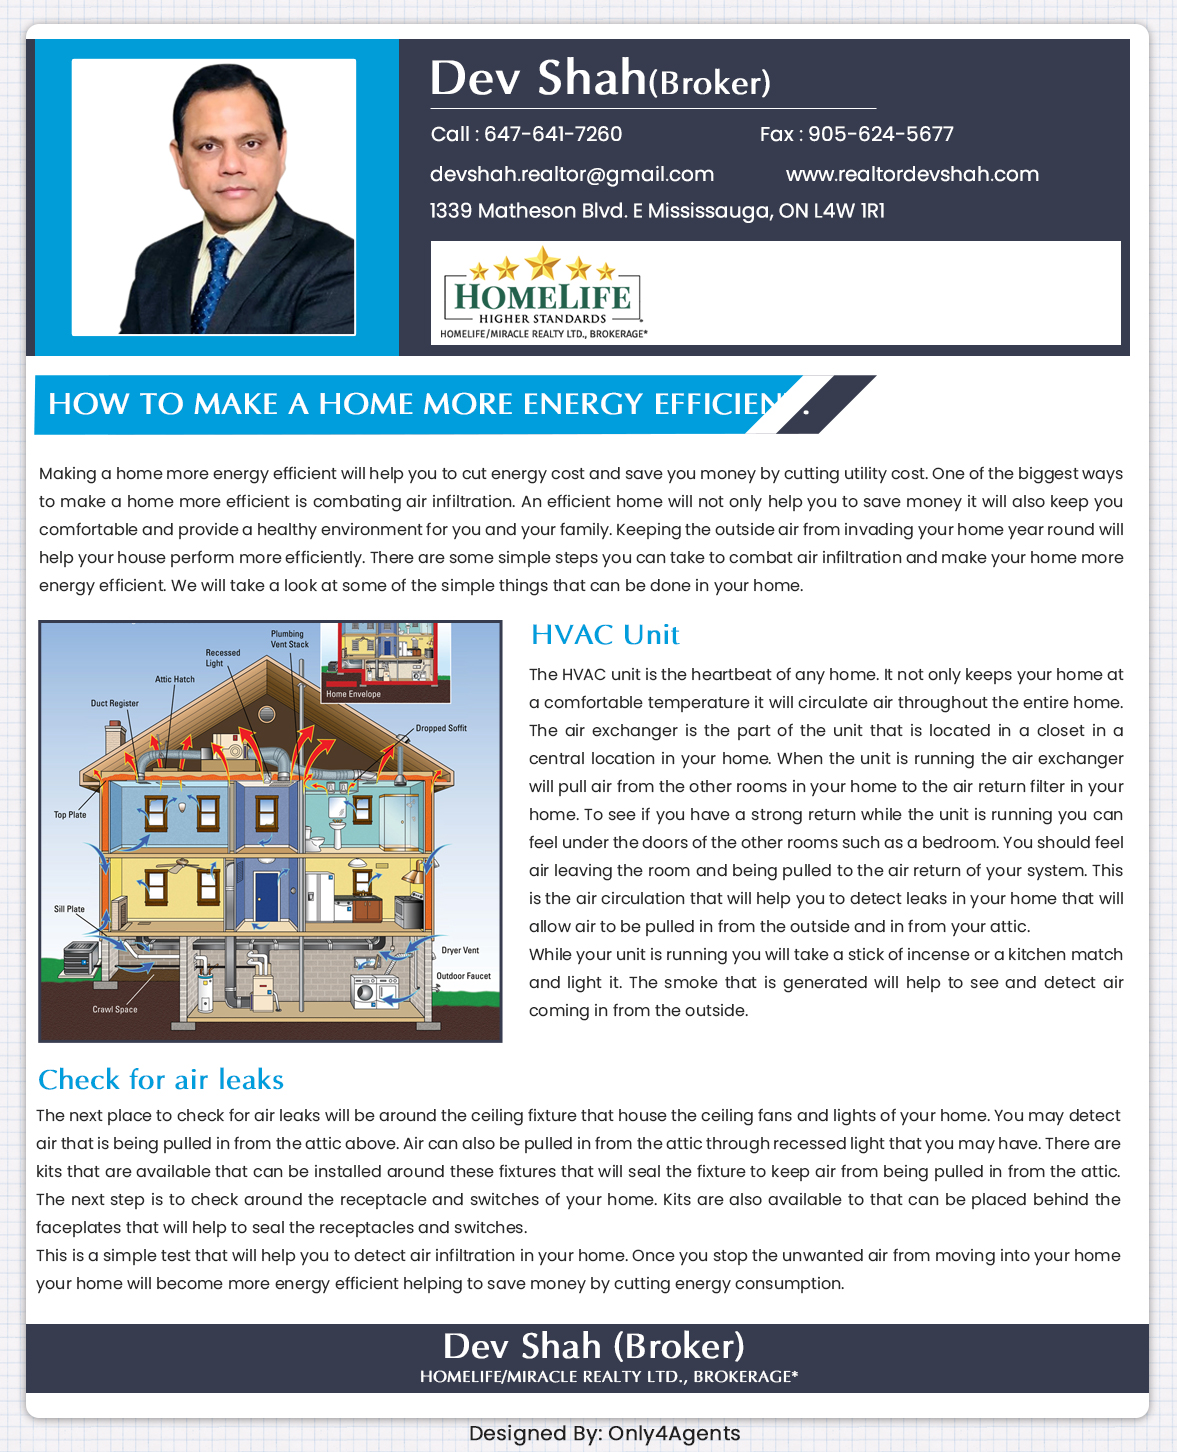 Dev Shah(Broker)
Call : 647-641-7260 Fax : 905-624-5677
devshah.realtor@gmail.com www.realtordevshah.com
1339 Matheson Blvd. E Mississauga, ON L4W 1R1
HOMELIFE
HIGHER STANDARDS
HOMELIFE/MIRACLE REALTY LTD., BROKERAGE*
HOW TO MAKE A HOME MORE ENERGY EFFICIENT.
Making a home more energy efficient will help you to cut energy cost and save you money by cutting utility cost. One of the biggest ways
to make a home more efficient is combating air infiltration. An efficient home will not only help you to save money it will also keep you
comfortable and provide a healthy environment for you and your family. Keeping the outside air from invading your home year round will
help your house perform more efficiently. There are some simple steps you can take to combat air infiltration and make your home more
energy efficient. We will take a look at some of the simple things that can be done in your home.
Plumbing
Vent Stack
Recessed
Light
Attic Hatch
Duct Register
Home Envelope
Dropped Soffit
Top Plate
Sill Plate
Dryer Vent
Outdoor Faucet
Crawl Space
HVAC Unit
The HVAC unit is the heartbeat of any home. It not only keeps your home at
a comfortable temperature it will circulate air throughout the entire home.
The air exchanger is the part of the unit that is located in a closet in a
central location in your home. When the unit is running the air exchanger
will pull air from the other rooms in your home to the air return filter in your
home. To see if you have a strong return while the unit is running you can
feel under the doors of the other rooms such as a bedroom. You should feel
air leaving the room and being pulled to the air return of your system. This
is the air circulation that will help you to detect leaks in your home that will
allow air to be pulled in from the outside and in from your attic.
While your unit is running you will take a stick of incense or a kitchen match
and light it. The smoke that is generated will help to see and detect air
coming in from the outside.
Check for air leaks
The next place to check for air leaks will be around the ceiling fixture that house the ceiling fans and lights of your home. You may detect
air that is being pulled in from the attic above. Air can also be pulled in from the attic through recessed light that you may have. There are
kits that are available that can be installed around these fixtures that will seal the fixture to keep air from being pulled in from the attic.
The next step is to check around the receptacle and switches of your home. Kits are also available to that can be placed behind the
faceplates that will help to seal the receptacles and switches.
This is a simple test that will help you to detect air infiltration in your home. Once you stop the unwanted air from moving into your home
your home will become more energy efficient helping to save money by cutting energy consumption.
Dev Shah (Broker)
HOMELIFE/MIRACLE REALTY LTD., BROKERAGE*
Designed By: Only4Agents